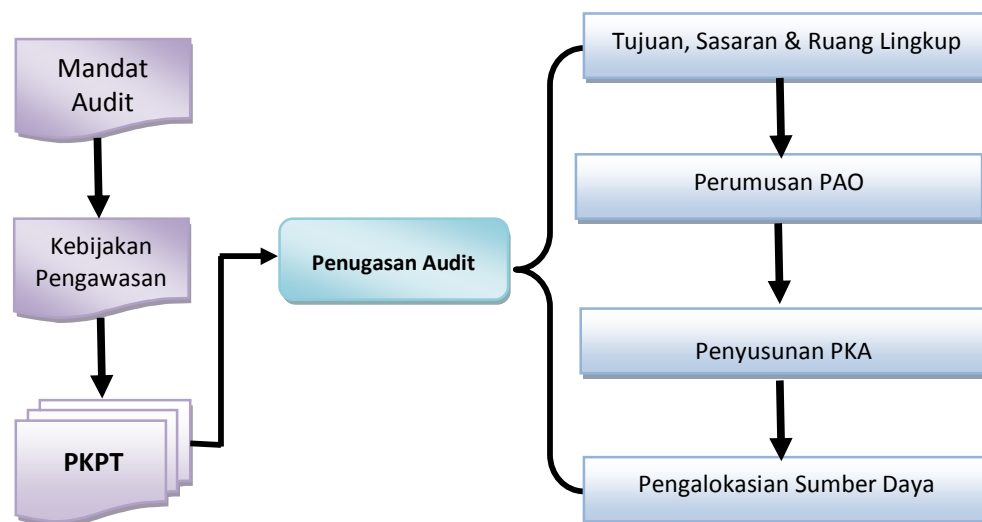 Mandat
Audit
Kebijakan
Pengawasan
PKPT
Penugasan Audit
Tujuan, Sasaran & Ruang Lingkup
Perumusan PAO
Penyusunan PKA
Pengalokasian Sumber Daya